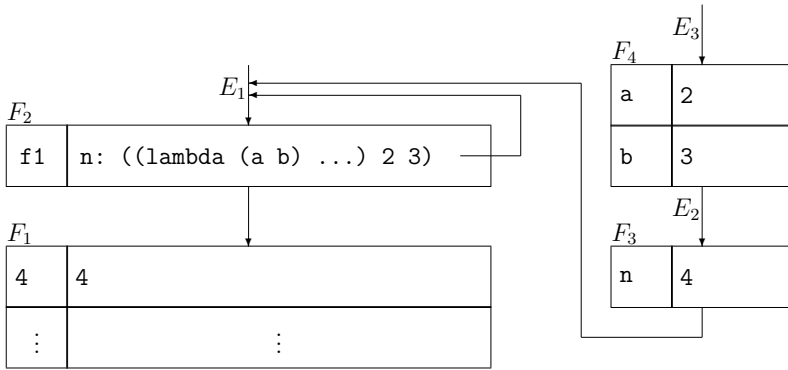 E₃
F₄
a 2
b 3
E₁
F₂
f1 n: ((lambda (a b) ...) 2 3)
E₂
F₃
n 4
F₁
4 4
⋮ ⋮